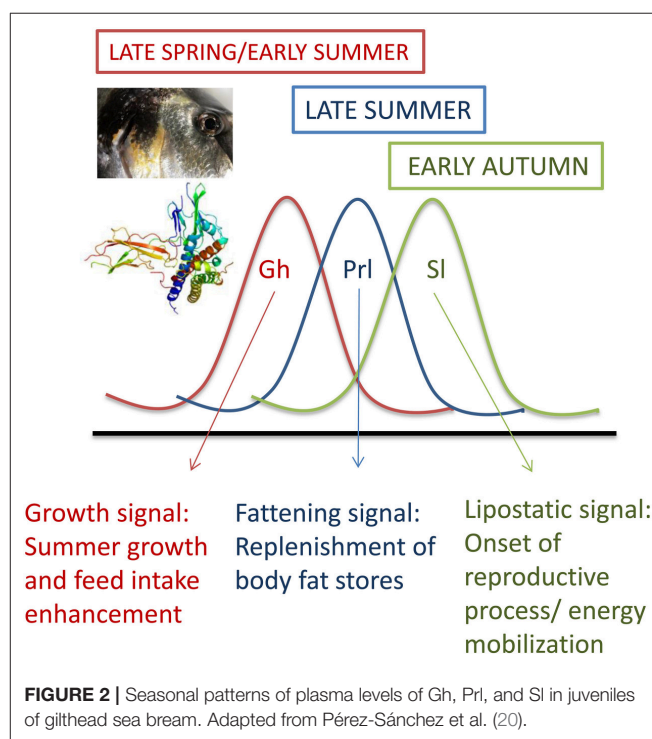 LATE SPRING/EARLY SUMMER
LATE SUMMER
EARLY AUTUMN
Gh
Prl
Sl
Growth signal:
Summer growth
and feed intake
enhancement
Fattening signal:
Replenishment of
body fat stores
Lipostatic signal:
Onset of
reproductive
process/ energy
mobilization
FIGURE 2 | Seasonal patterns of plasma levels of Gh, Prl, and Sl in juveniles
of gilthead sea bream. Adapted from Pérez-Sánchez et al. (20).